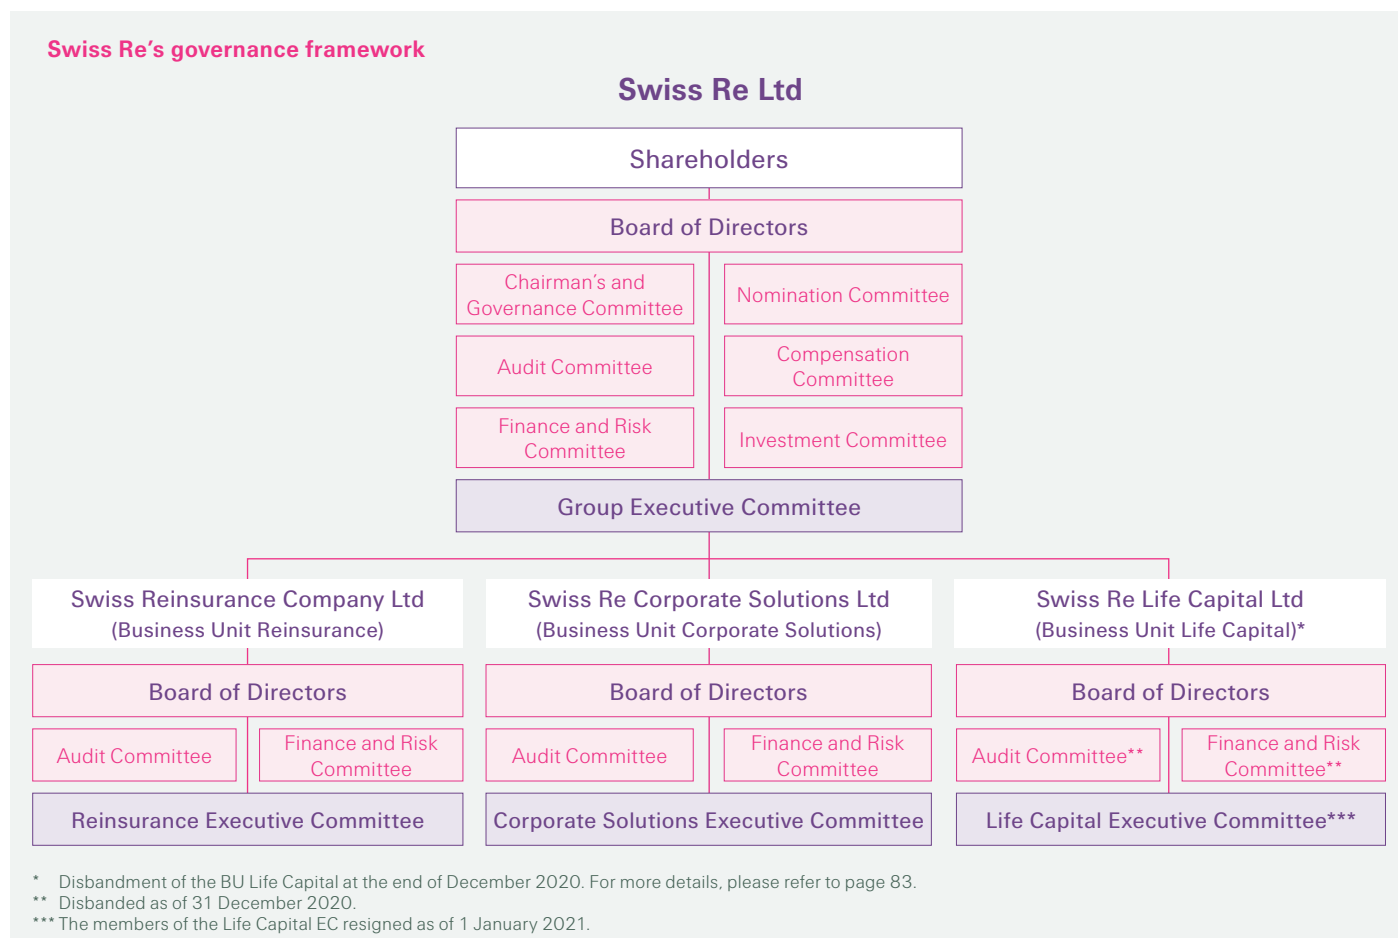 Swiss Re’s governance framework
Swiss Re Ltd
Shareholders
Board of Directors
Chairman’s and
Governance Committee
Nomination Committee
Audit Committee
Compensation
Committee
Finance and Risk
Committee
Investment Committee
Group Executive Committee
Swiss Reinsurance Company Ltd
(Business Unit Reinsurance)
Swiss Re Corporate Solutions Ltd
(Business Unit Corporate Solutions)
Swiss Re Life Capital Ltd
(Business Unit Life Capital)*
Board of Directors
Board of Directors
Board of Directors
Audit Committee
Finance and Risk
Committee
Audit Committee
Finance and Risk
Committee
Audit Committee**
Finance and Risk
Committee**
Reinsurance Executive Committee
Corporate Solutions Executive Committee
Life Capital Executive Committee***
* Disbandment of the BU Life Capital at the end of December 2020. For more details, please refer to page 83.
** Disbanded as of 31 December 2020.
*** The members of the Life Capital EC resigned as of 1 January 2021.